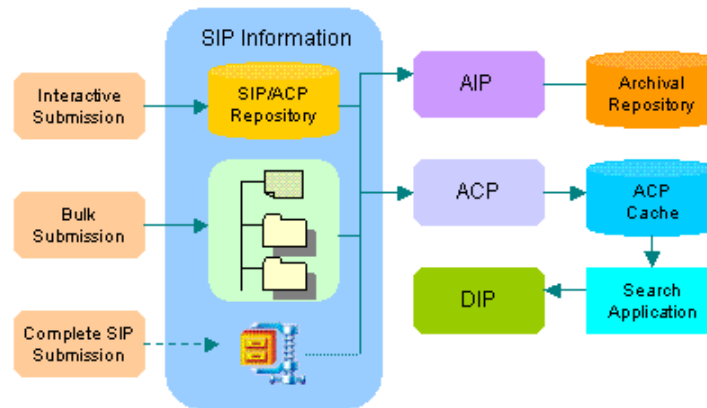 SIP Information
Interactive
Submission
SIP/ACP
Repository
AIP
Archival
Repository
Bulk
Submission
ACP
ACP
Cache
Complete SIP
Submission
DIP
Search
Application